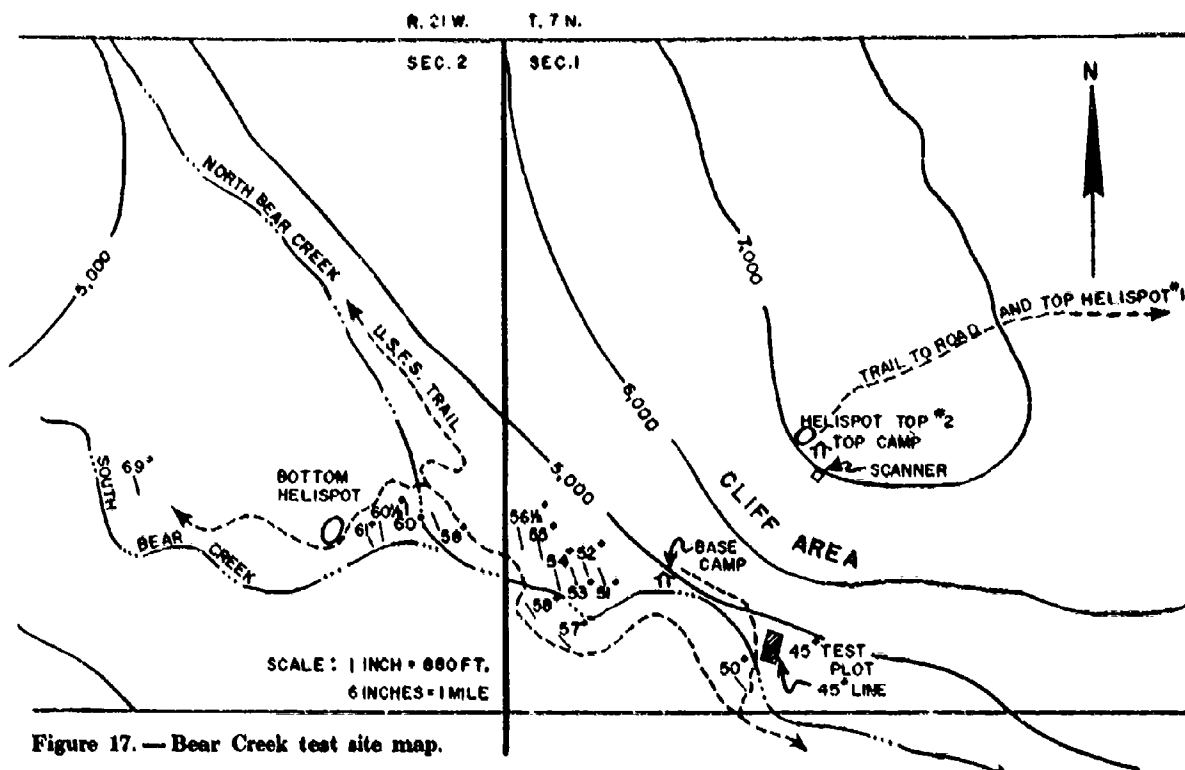 R. 21 W. T. 7 N.
SEC. 2 SEC. 1
N
NORTH BEAR CREEK
5,000
7,000
U.S.F.S. TRAIL
TRAIL TO ROAD AND TOP HELISPOT #1
6,000
HELISPOT TOP #2
TOP CAMP
SCANNER
SOUTH BEAR CREEK
69°
BOTTOM
HELISPOT
61°
60½°
60°
58°
5,000
CLIFF AREA
56½°
55°
54°
52°
53°
51°
BASE
CAMP
58°
57°
50°
45° TEST
PLOT
45° LINE
SCALE: 1 INCH = 880 FT.
6 INCHES = 1 MILE
Figure 17. — Bear Creek test site map.